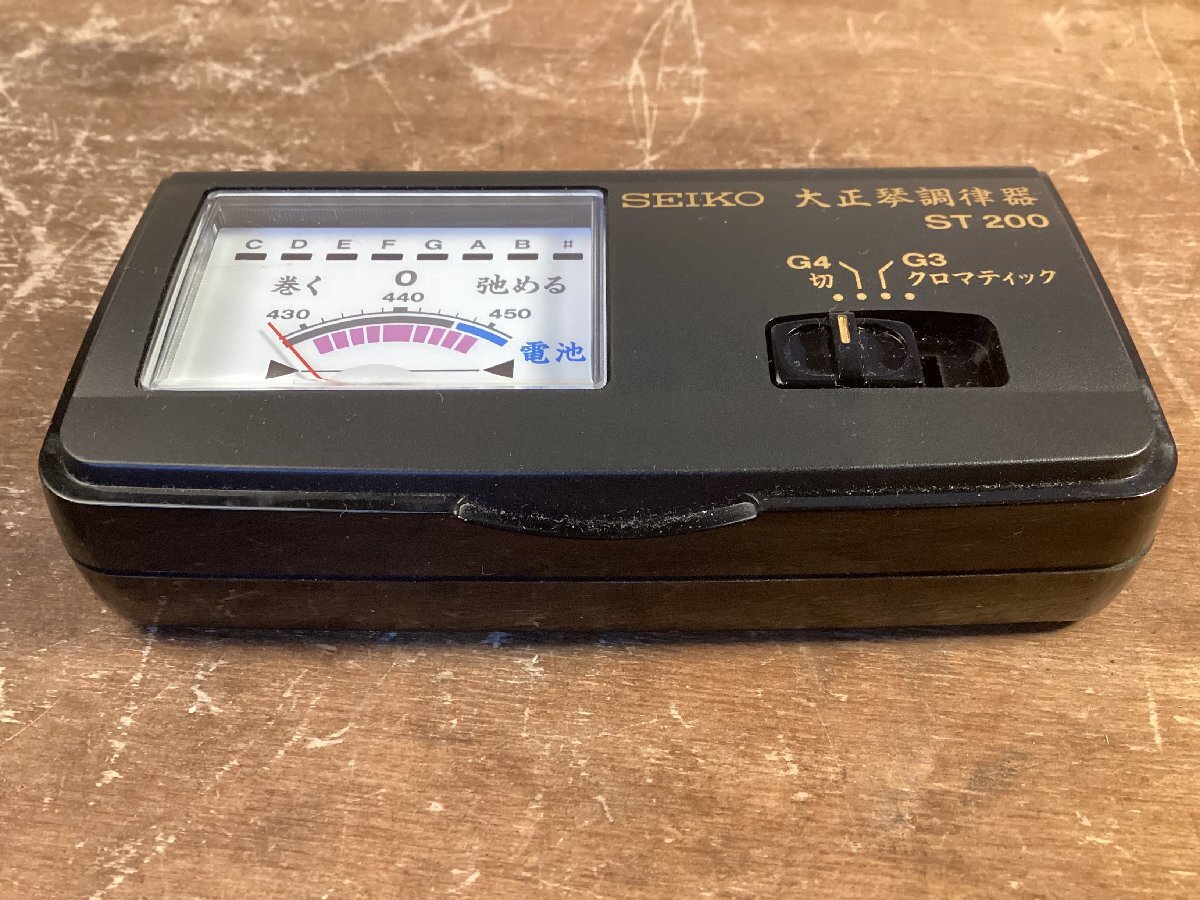 SEIKO 大正琴調律器
ST 200
C D E F G A B #
巻く 0 弛める
430 440 450
電池
G4 G3
切 クロマティック